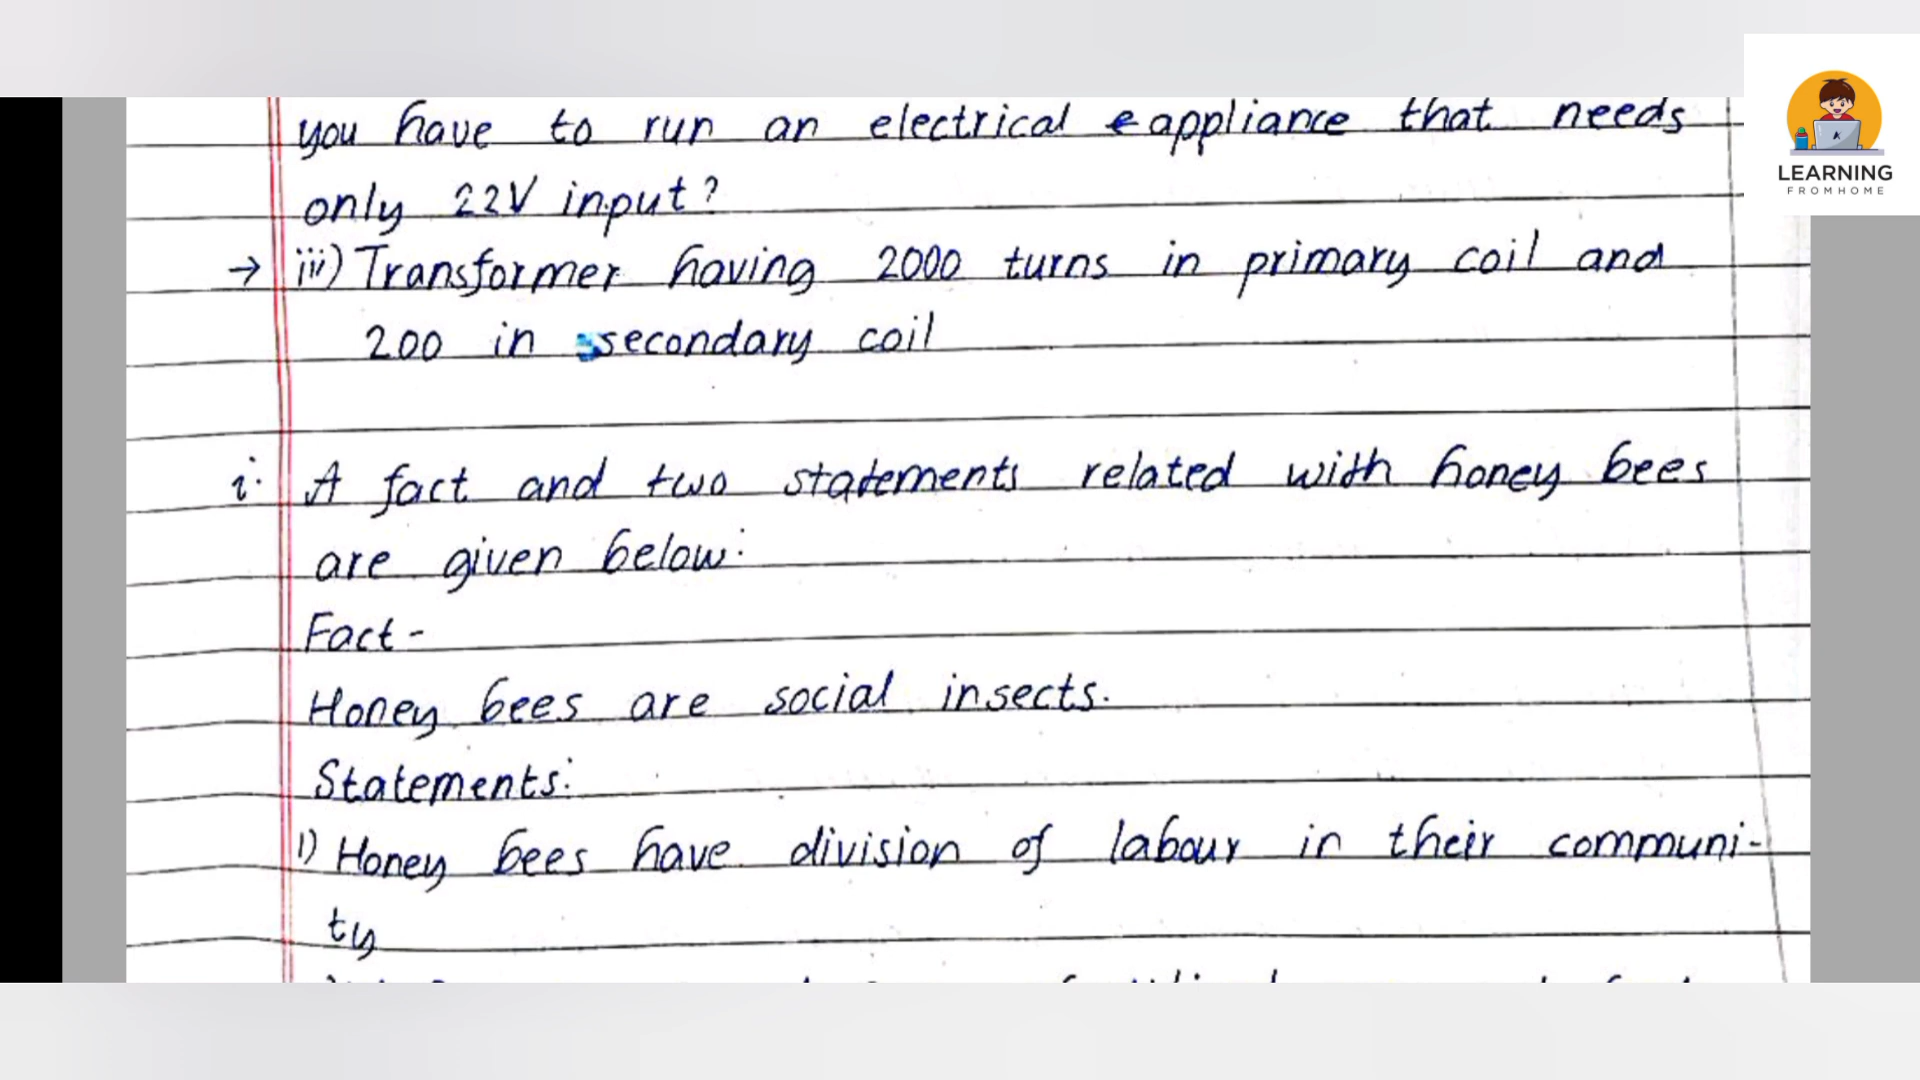 you have to run an electrical appliance that needs
only 22V input?
→ iii) Transformer having 2000 turns in primary coil and
200 in secondary coil
i. A fact and two statements related with honey bees
are given below:
Fact-
Honey bees are social insects.
Statements:
1) Honey bees have division of labour in their communi-
ty
LEARNING
FROMHOME